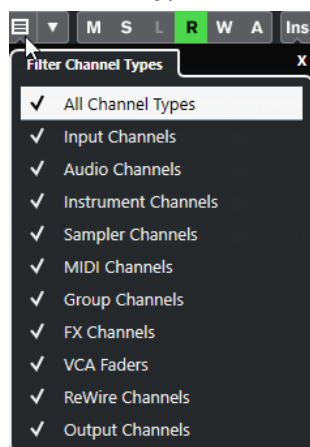 M S L R W A Ins
Filter Channel Types X
All Channel Types
Input Channels
Audio Channels
Instrument Channels
Sampler Channels
MIDI Channels
Group Channels
FX Channels
VCA Faders
ReWire Channels
Output Channels